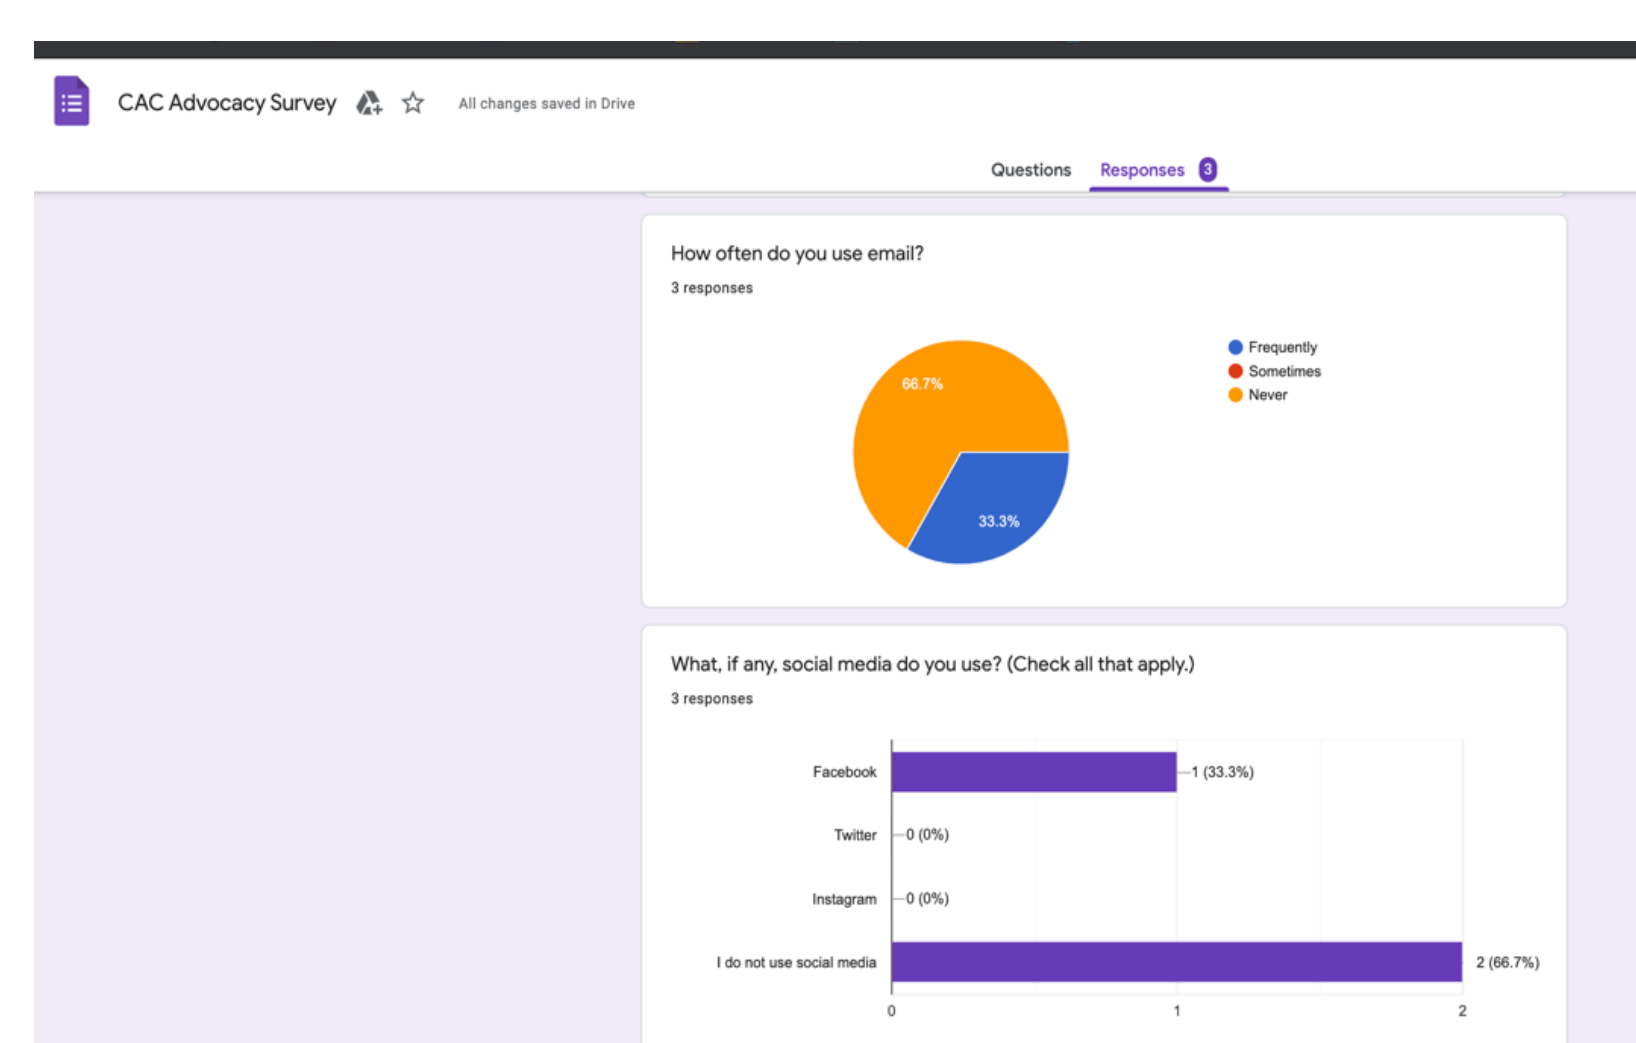 CAC Advocacy Survey All changes saved in Drive
Questions Responses 3
How often do you use email?
3 responses
Frequently
Sometimes
Never
66.7%
33.3%
What, if any, social media do you use? (Check all that apply.)
3 responses
Facebook 1 (33.3%)
Twitter 0 (0%)
Instagram 0 (0%)
I do not use social media 2 (66.7%)
0 1 2